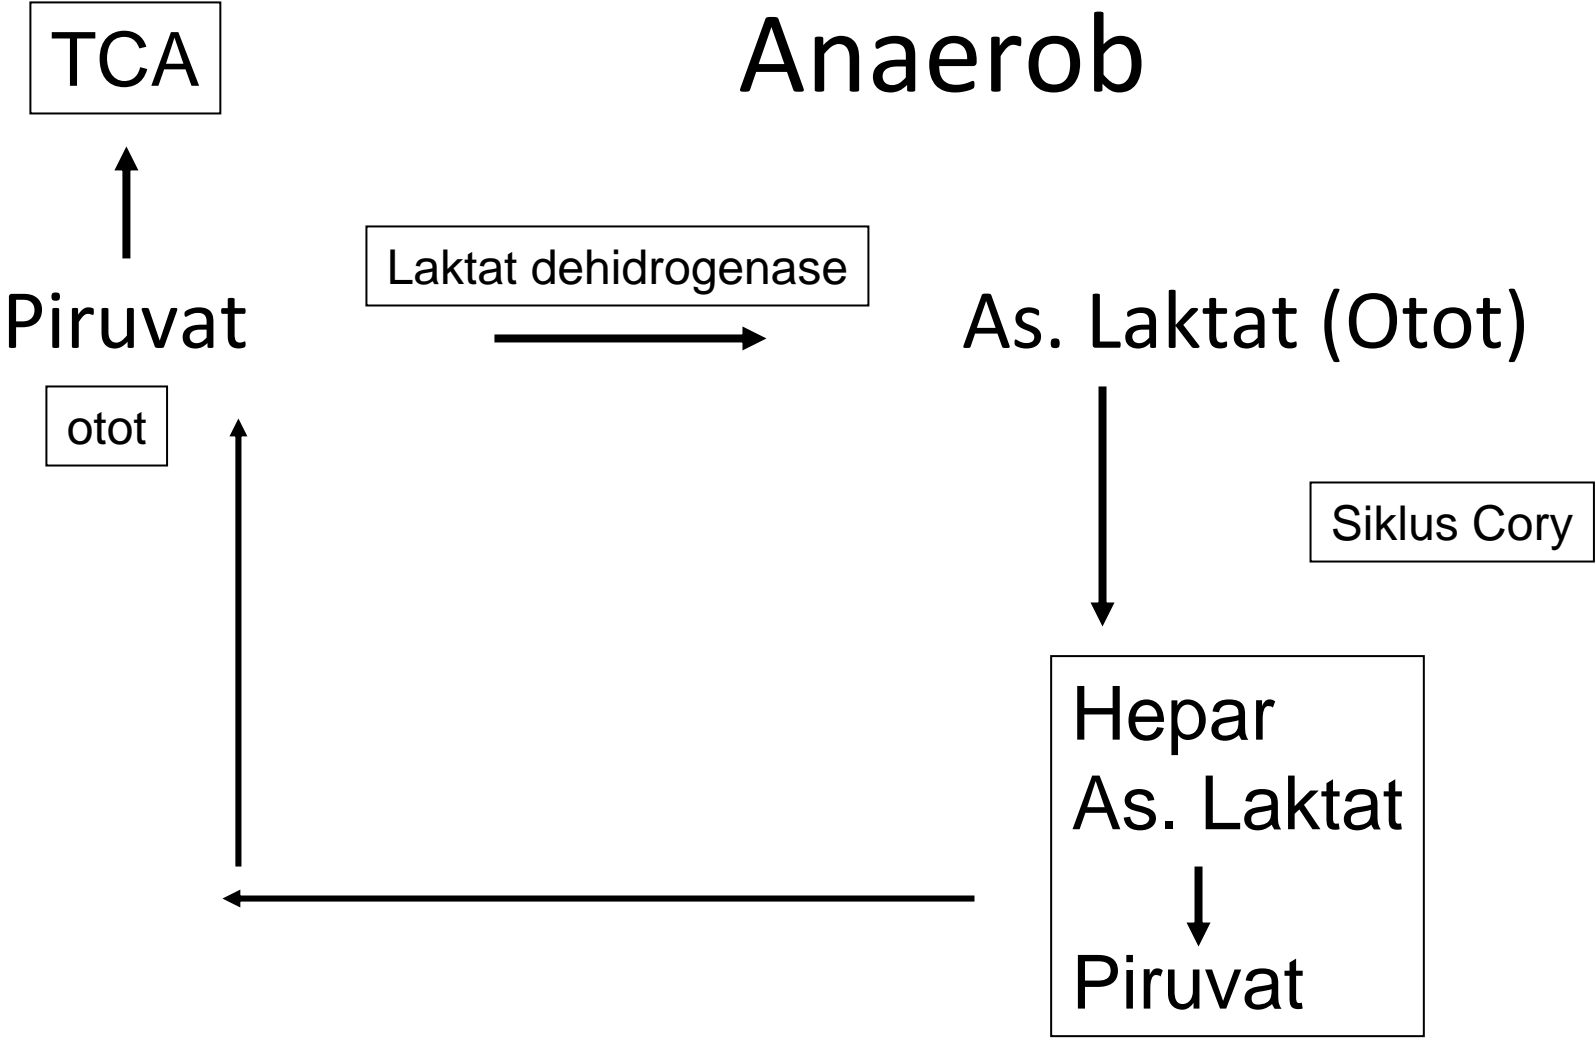 TCA
Anaerob
Laktat dehidrogenase
Piruvat
As. Laktat (Otot)
otot
Siklus Cory
Hepar
As. Laktat
Piruvat